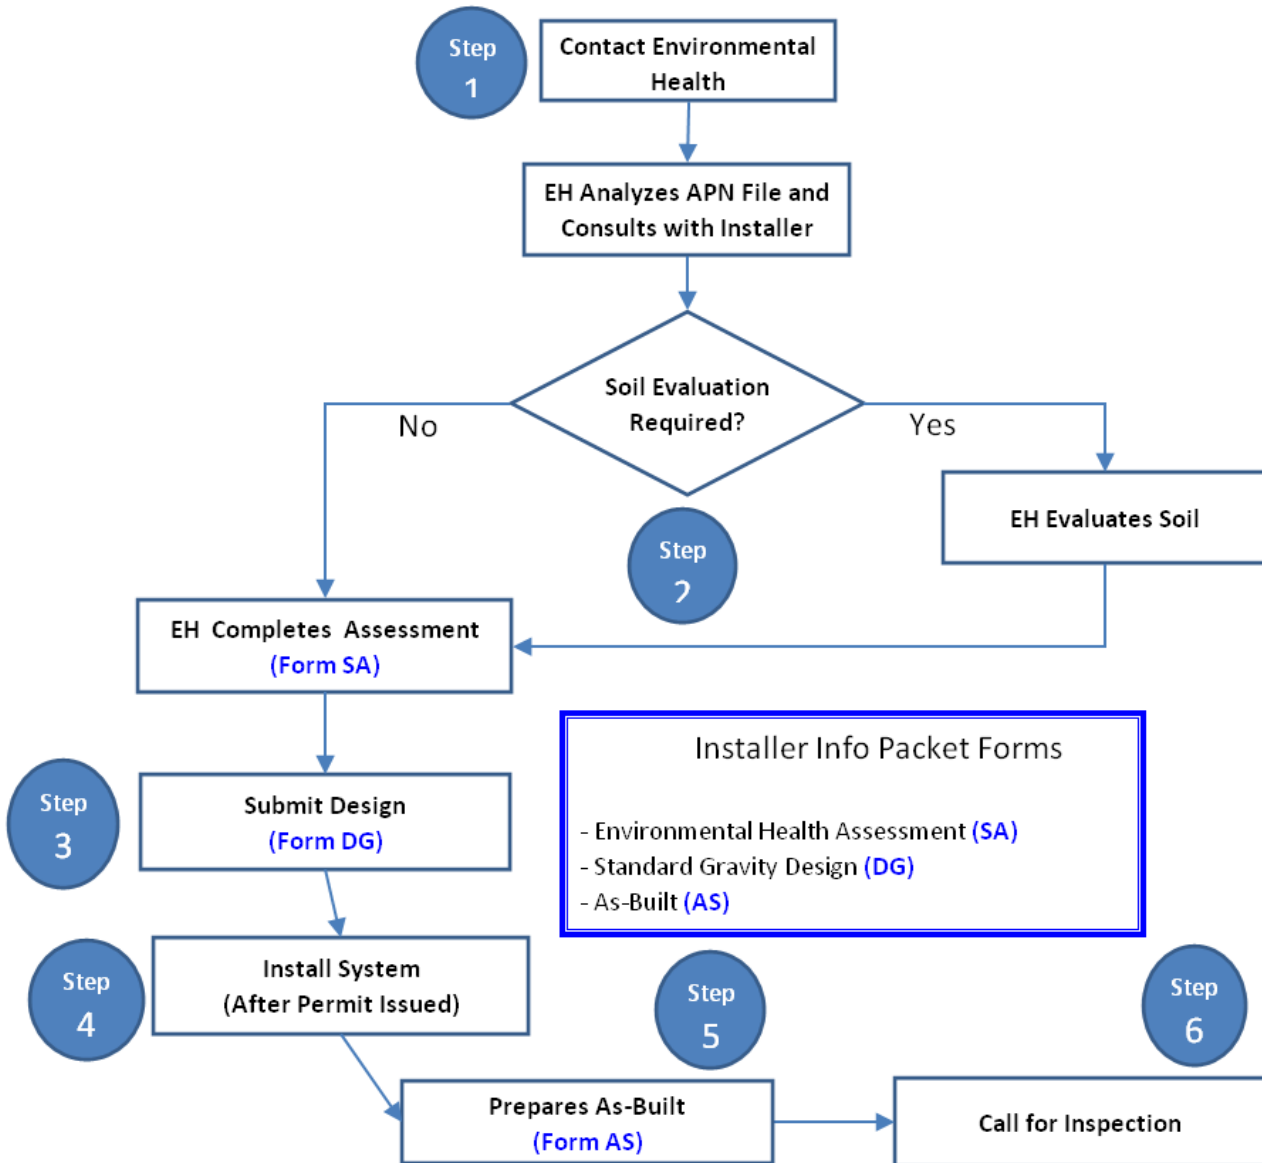 Step
1
Contact Environmental
Health
EH Analyzes APN File and
Consults with Installer
Soil Evaluation
Required?
No
Yes
EH Evaluates Soil
Step
2
EH Completes Assessment
(Form SA)
Installer Info Packet Forms
- Environmental Health Assessment (SA)
- Standard Gravity Design (DG)
- As-Built (AS)
Step
3
Submit Design
(Form DG)
Step
4
Install System
(After Permit Issued)
Step
5
Prepares As-Built
(Form AS)
Step
6
Call for Inspection